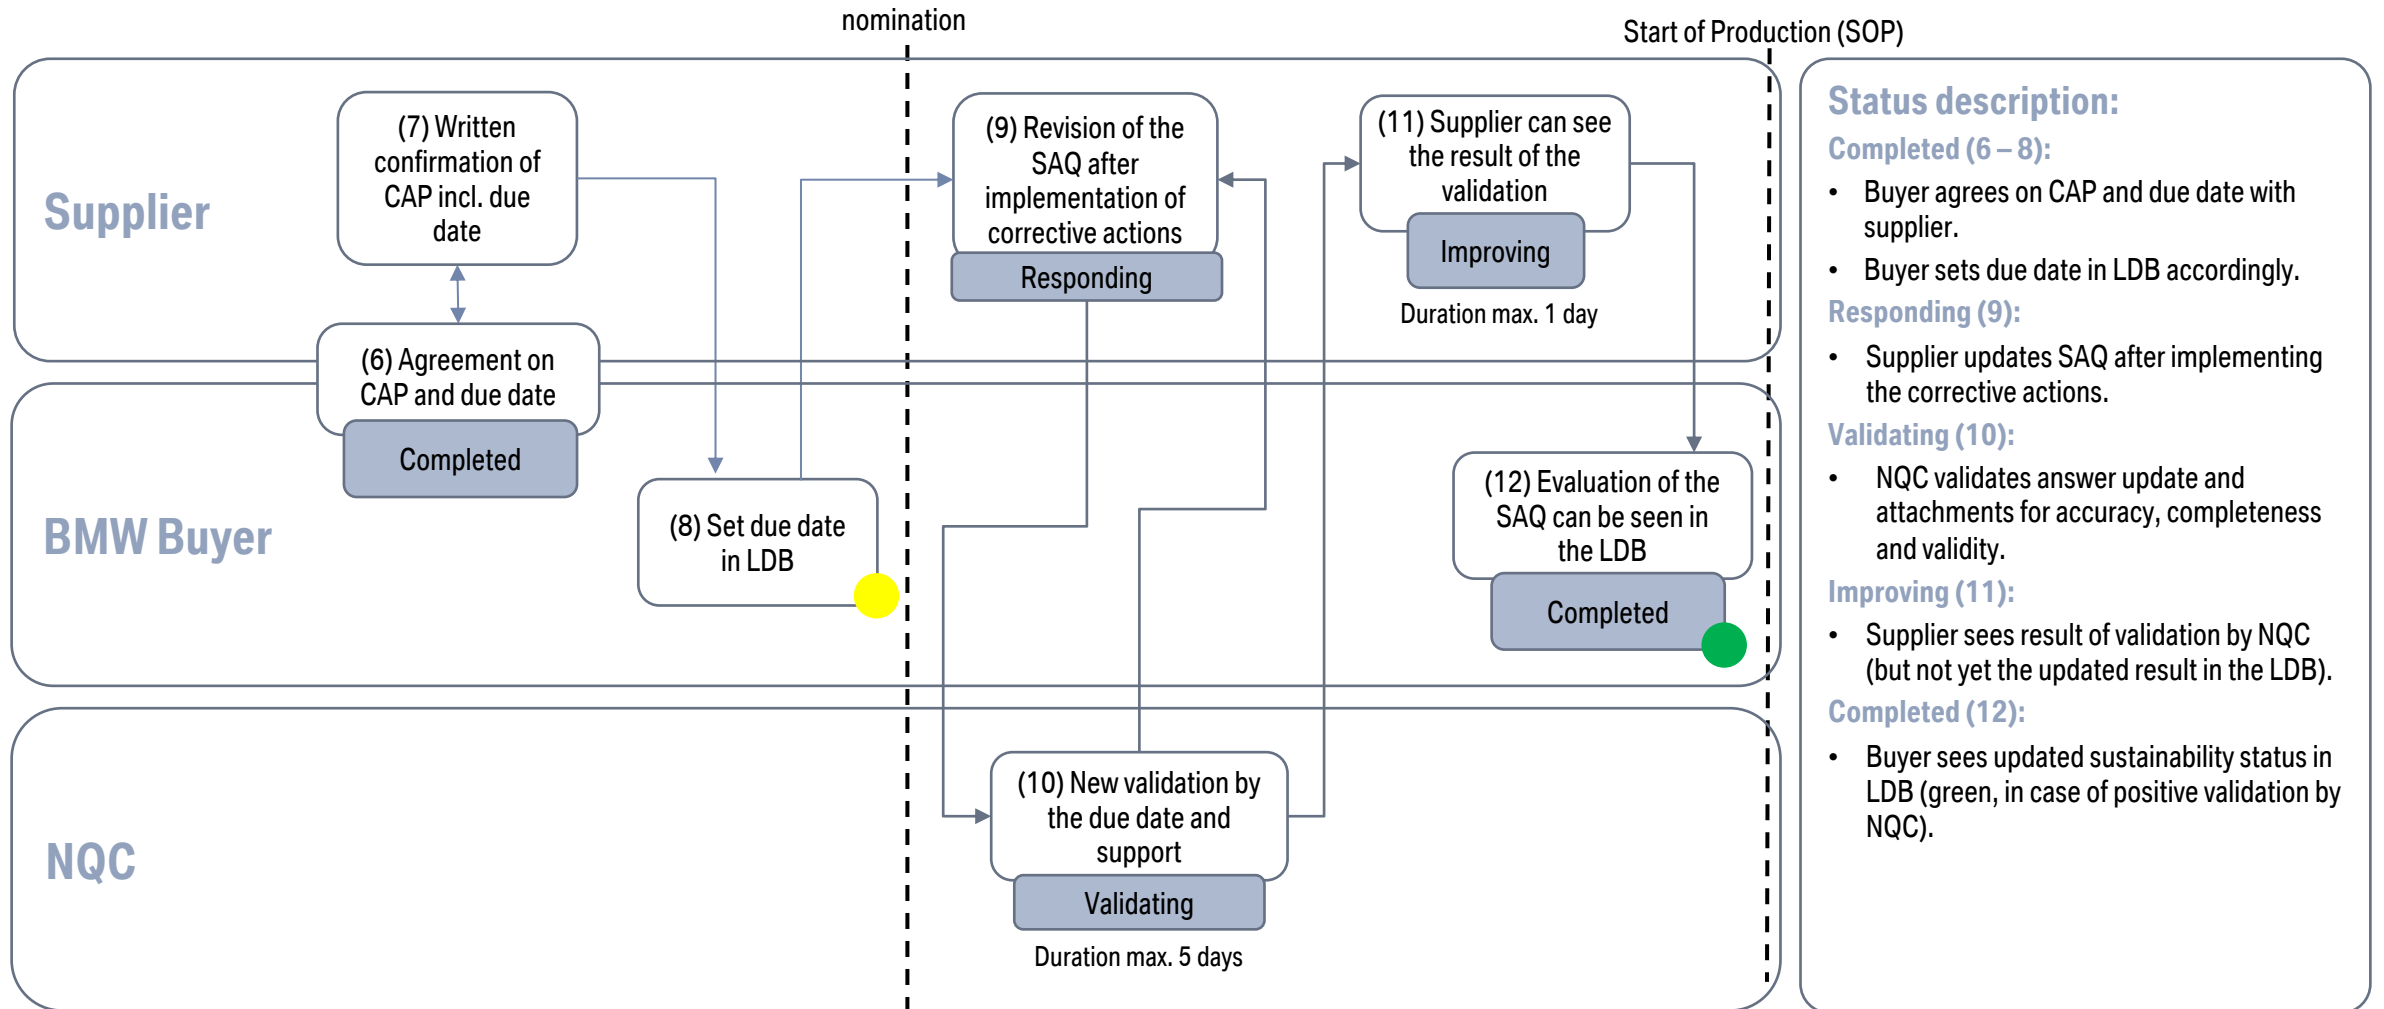 nomination
Start of Production (SOP)
Supplier
(7) Written
confirmation of
CAP incl. due
date
(6) Agreement on
CAP and due date
Completed
(9) Revision of the
SAQ after
implementation of
corrective actions
Responding
(11) Supplier can see
the result of the
validation
Improving
Duration max. 1 day
BMW Buyer
(8) Set due date
in LDB
(12) Evaluation of the
SAQ can be seen in
the LDB
Completed
NQC
(10) New validation by
the due date and
support
Validating
Duration max. 5 days
Status description:
Completed (6 – 8):
• Buyer agrees on CAP and due date with
supplier.
• Buyer sets due date in LDB accordingly.
Responding (9):
• Supplier updates SAQ after implementing
the corrective actions.
Validating (10):
• NQC validates answer update and
attachments for accuracy, completeness
and validity.
Improving (11):
• Supplier sees result of validation by NQC
(but not yet the updated result in the LDB).
Completed (12):
• Buyer sees updated sustainability status in
LDB (green, in case of positive validation by
NQC).